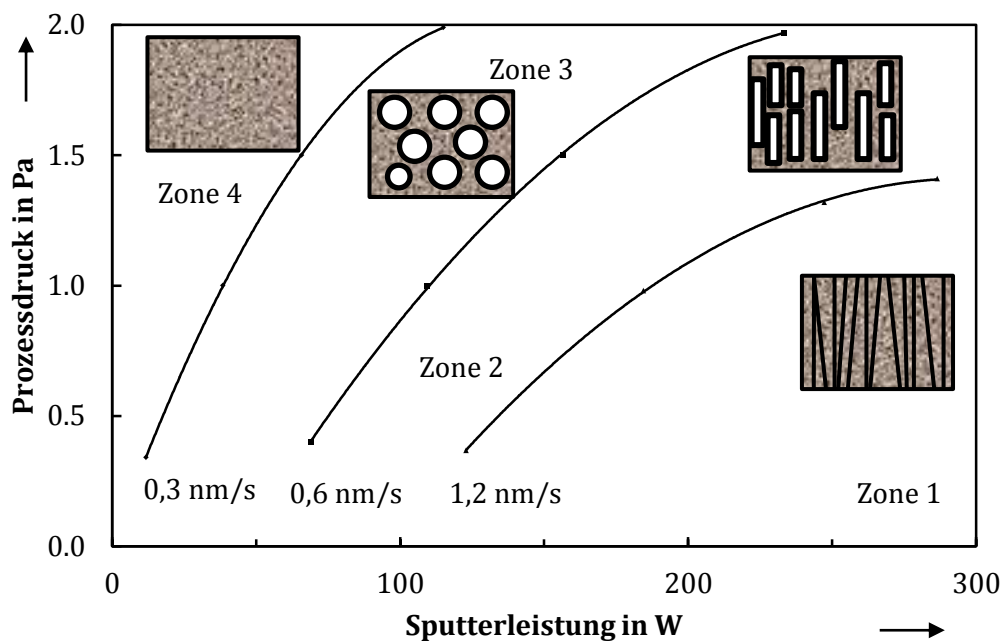 2.0
Zone 3
1.5
Zone 4
Prozessdruck in Pa
1.0
Zone 2
0.5
0,3 nm/s
0,6 nm/s
1,2 nm/s
Zone 1
0.0
0
100
200
300
Sputterleistung in W